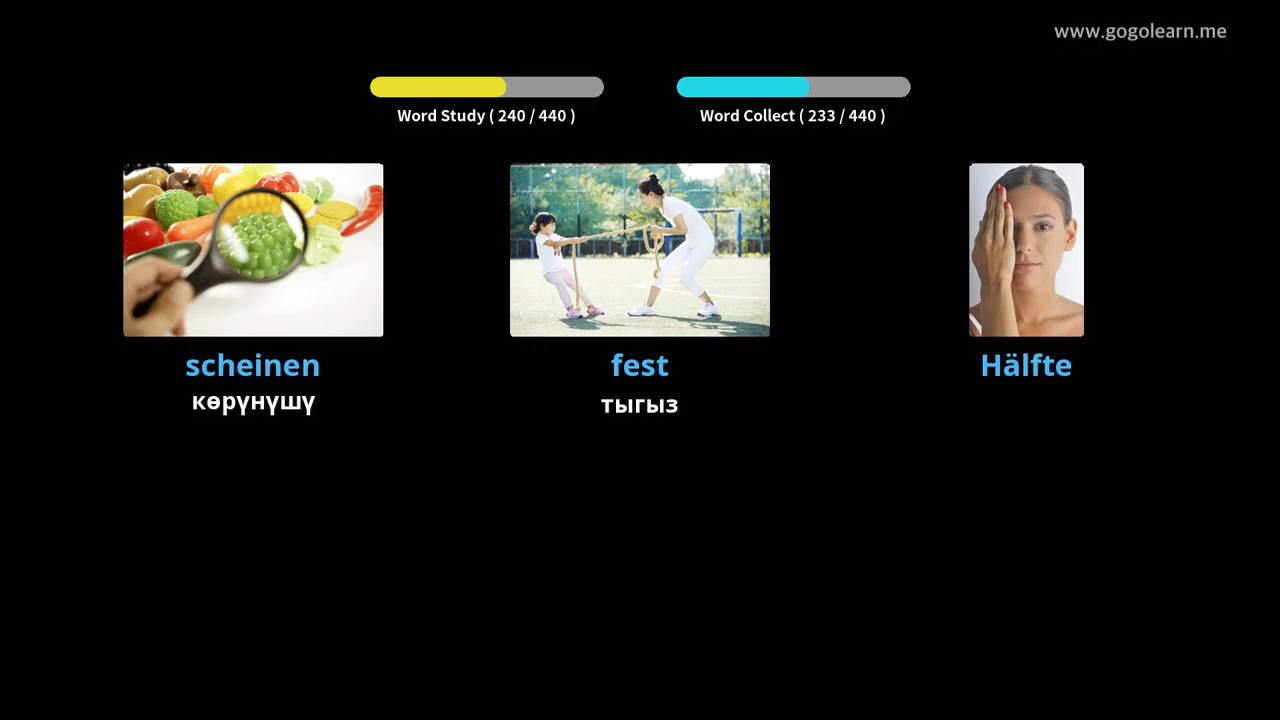 www.gogolearn.me
Word Study ( 240 / 440 )
Word Collect ( 233 / 440 )
scheinen
fest
Hälfte
көрүнүшү
тыгыз